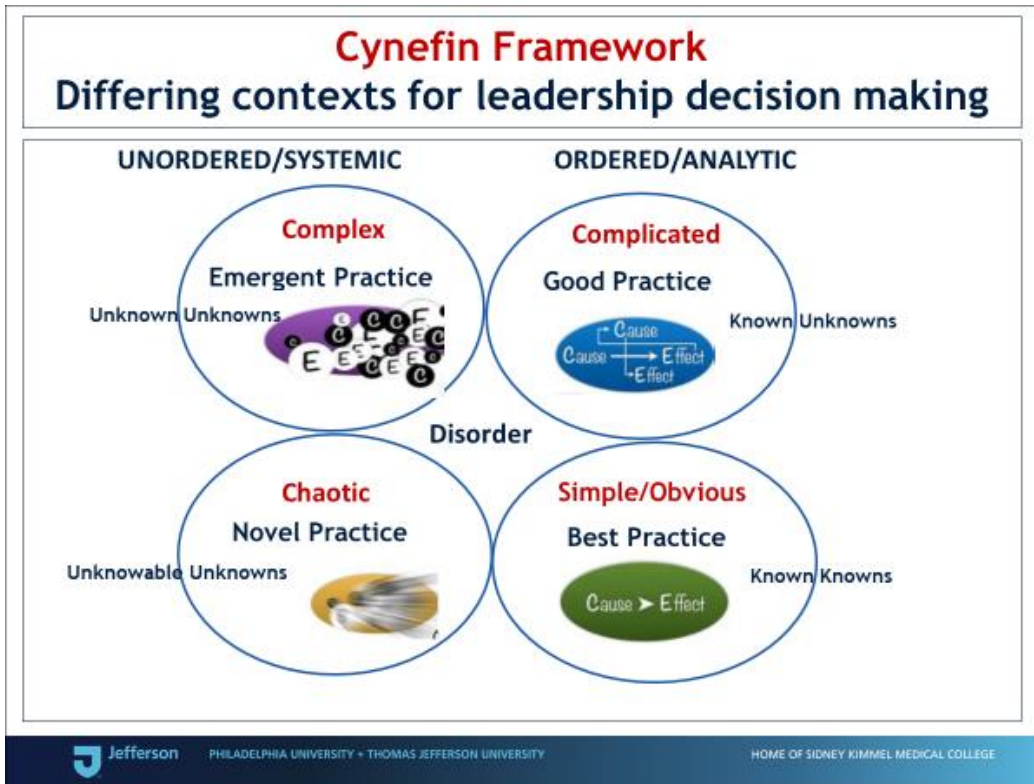 Cynefin Framework
Differing contexts for leadership decision making
UNORDERED/SYSTEMIC
ORDERED/ANALYTIC
Complex
Emergent Practice
Unknown Unknowns
C C E
C E
E E E C
E C E C
C
Complicated
Good Practice
Known Unknowns
Cause
Cause Effect
Effect
Disorder
Chaotic
Novel Practice
Unknowable Unknowns
Simple/Obvious
Best Practice
Known Knowns
Cause ➤ Effect
Jefferson
PHILADELPHIA UNIVERSITY + THOMAS JEFFERSON UNIVERSITY
HOME OF SIDNEY KIMMEL MEDICAL COLLEGE